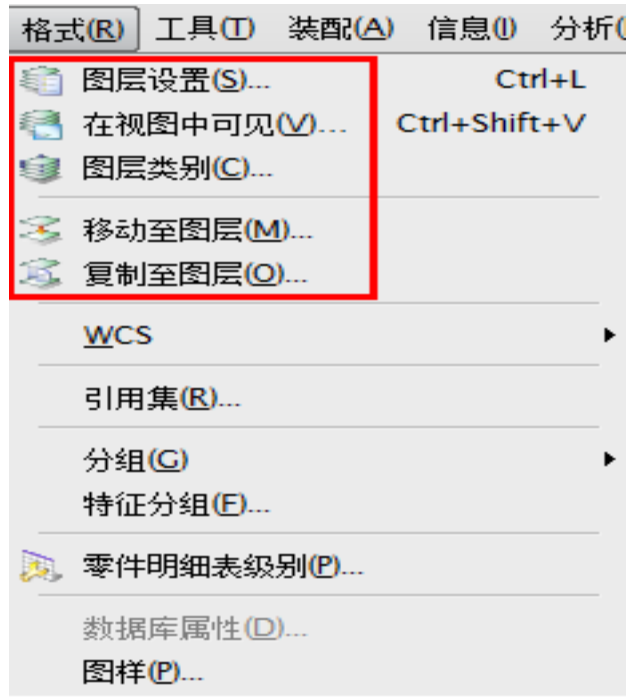 格式(R) 工具(T) 装配(A) 信息(I) 分析(
图层设置(S)... Ctrl+L
在视图中可见(V)... Ctrl+Shift+V
图层类别(C)...
移动至图层(M)...
复制至图层(O)...
WCS
引用集(R)...
分组(G)
特征分组(F)...
零件明细表级别(P)...
数据库属性(D)...
图样(P)...